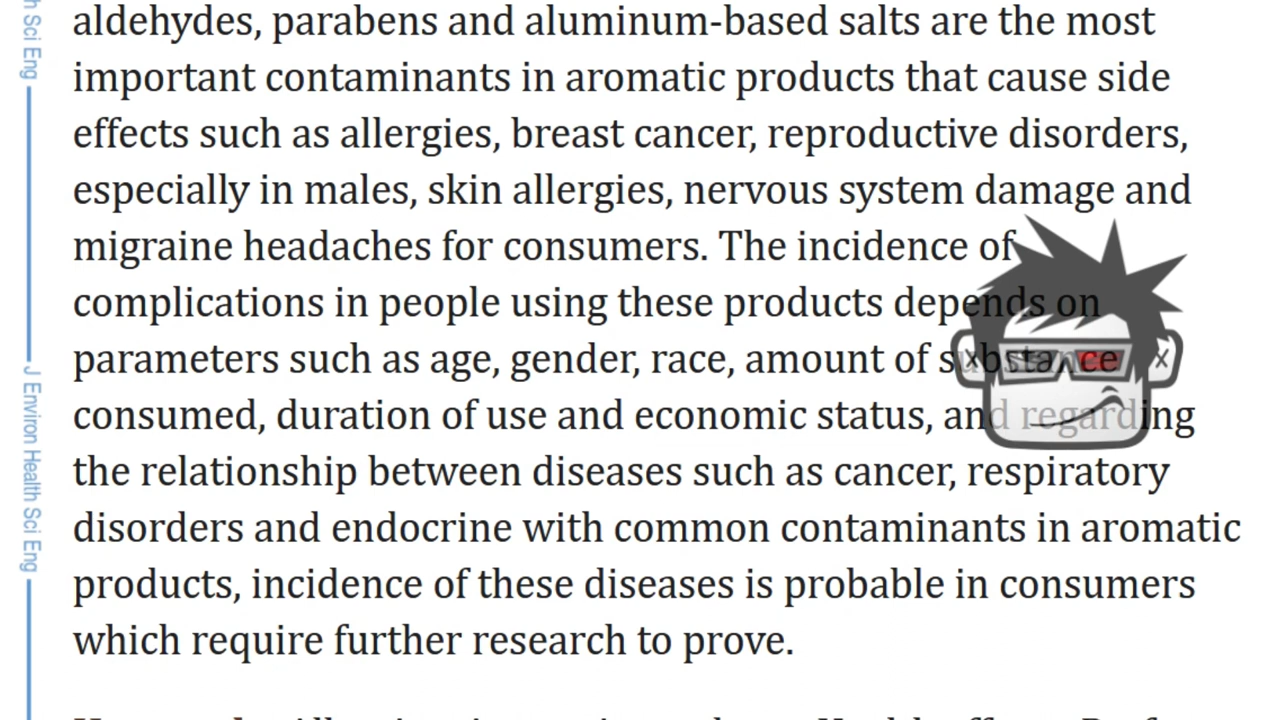 aldehydes, parabens and aluminum-based salts are the most
important contaminants in aromatic products that cause side
effects such as allergies, breast cancer, reproductive disorders,
especially in males, skin allergies, nervous system damage and
migraine headaches for consumers. The incidence of
complications in people using these products depends on
parameters such as age, gender, race, amount of substance
consumed, duration of use and economic status, and regarding
the relationship between diseases such as cancer, respiratory
disorders and endocrine with common contaminants in aromatic
products, incidence of these diseases is probable in consumers
which require further research to prove.
Sci Eng
J Environ Health Sci Eng